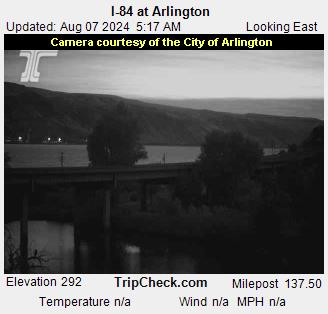 I-84 at Arlington
Updated: Aug 07 2024 5:17 AM Looking East
Camera courtesy of the City of Arlington
Elevation 292 TripCheck.com Milepost 137.50
Temperature n/a Wind n/a MPH n/a